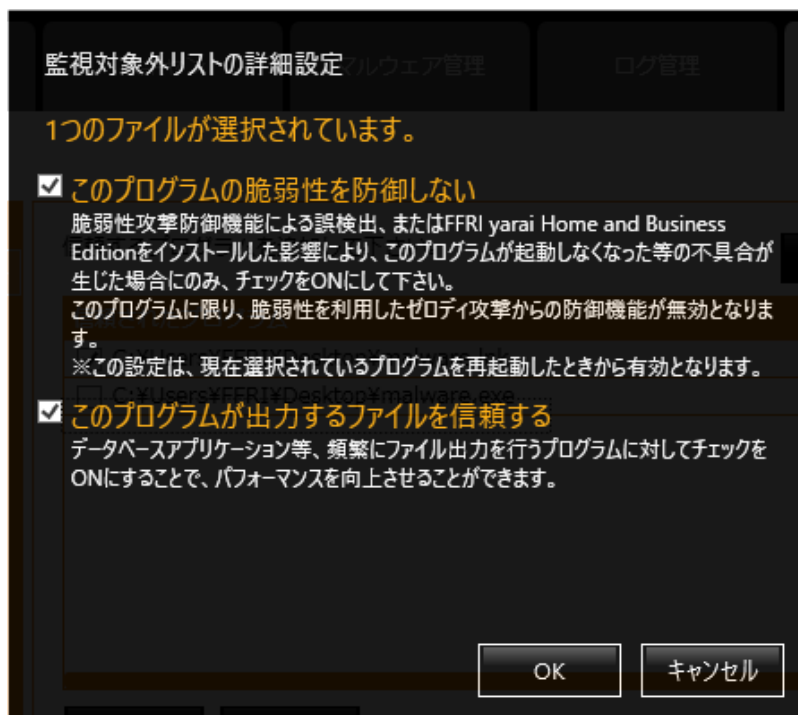 監視対象外リストの詳細設定
マルウェア管理
ログ管理
1つのファイルが選択されています。
このプログラムの脆弱性を防御しない
脆弱性攻撃防御機能による誤検出、またはFFRI yarai Home and Business
Editionをインストールした影響により、このプログラムが起動しなくなった等の不具合が
生じた場合にのみ、チェックをONにして下さい。
このプログラムに限り、脆弱性を利用したゼロデイ攻撃からの防御機能が無効となりま
す。
※この設定は、現在選択されているプログラムを再起動したときから有効となります。
C:¥Users¥FFRI¥Desktop¥malware.exe
このプログラムが出力するファイルを信頼する
データベースアプリケーション等、頻繁にファイル出力を行うプログラムに対してチェックを
ONにすることで、パフォーマンスを向上させることができます。
OK
キャンセル